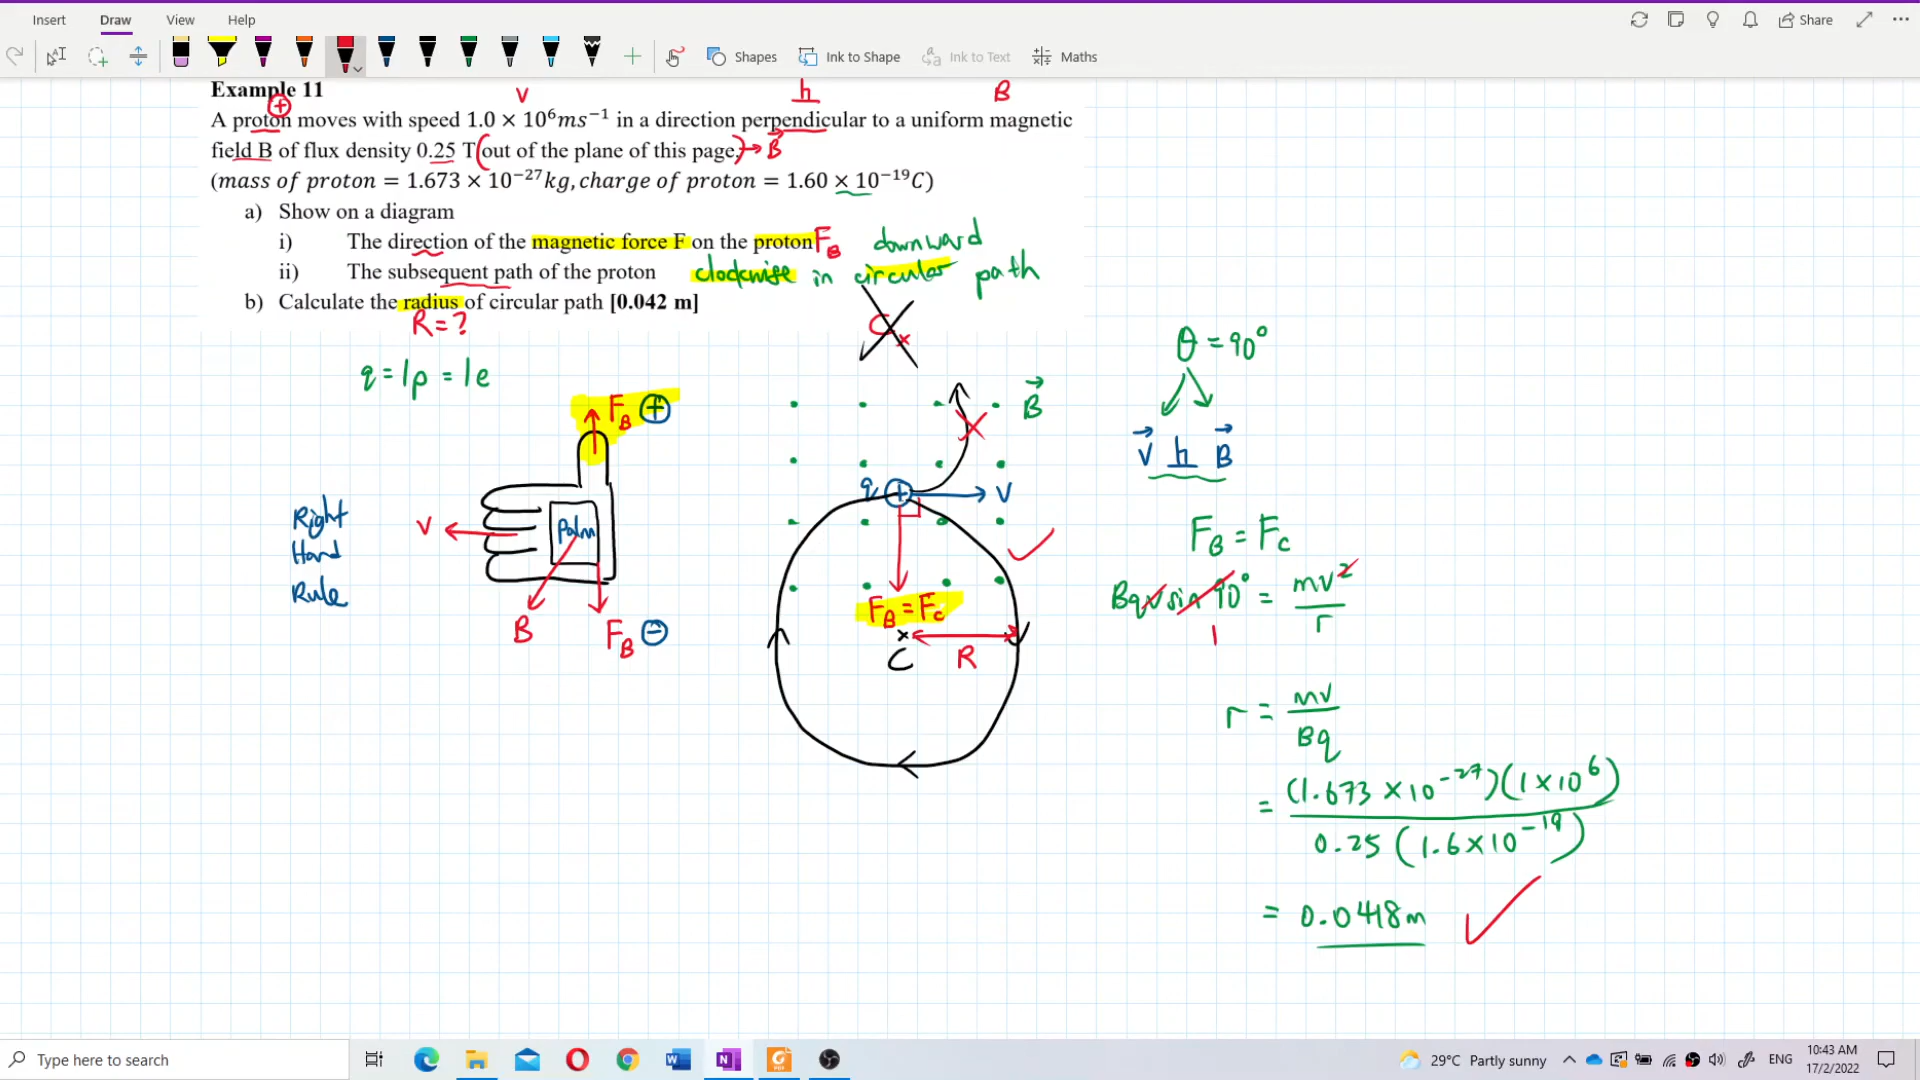 Insert Draw View Help
Share
Shapes Ink to Shape Ink to Text Maths
Example 11
+ V h B
A proton moves with speed 1.0 × 10⁶ms⁻¹ in a direction perpendicular to a uniform magnetic
field B of flux density 0.25 T(out of the plane of this page.)→ B
(mass of proton = 1.673 × 10⁻²⁷kg, charge of proton = 1.60 × 10⁻¹⁹C)
a) Show on a diagram
i) The direction of the magnetic force F on the proton F_B downward
ii) The subsequent path of the proton clockwise in circular path
b) Calculate the radius of circular path [0.042 m]
R = ?
C x
q = 1p = 1e
θ = 90°
F_B +
B
V h B
q + V
Right
Hand
Rule
V
Palm
B
F_B −
F_B = F_c
x
C
R
F_B = F_c
Bqv sin 90° = mv²/r
1
r = mv/Bq
= (1.673 × 10⁻²⁷)(1 × 10⁶)/0.25 (1.6 × 10⁻¹⁹)
= 0.0418m
Type here to search
29°C Partly sunny
ENG
10:43 AM
17/2/2022